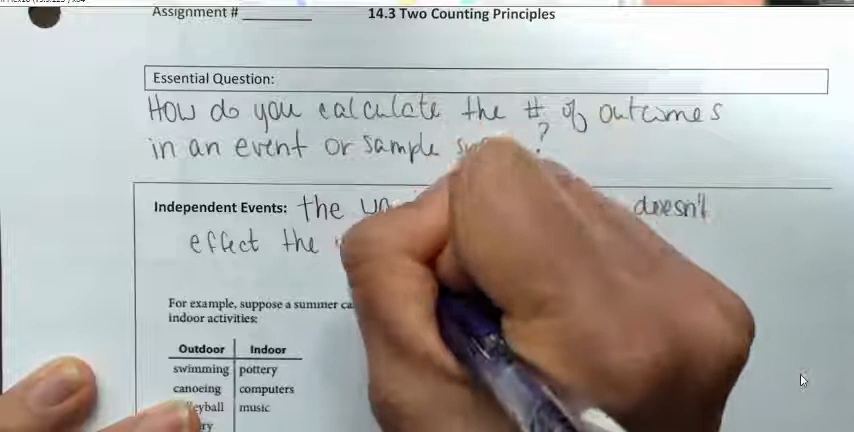 Assignment # 14.3 Two Counting Principles
Essential Question:
How do you calculate the # of outcomes
in an event or sample ?
Independent Events: the doesn't
effect the
For example, suppose a summer
indoor activities:
Outdoor Indoor
swimming pottery
canoeing computers
music